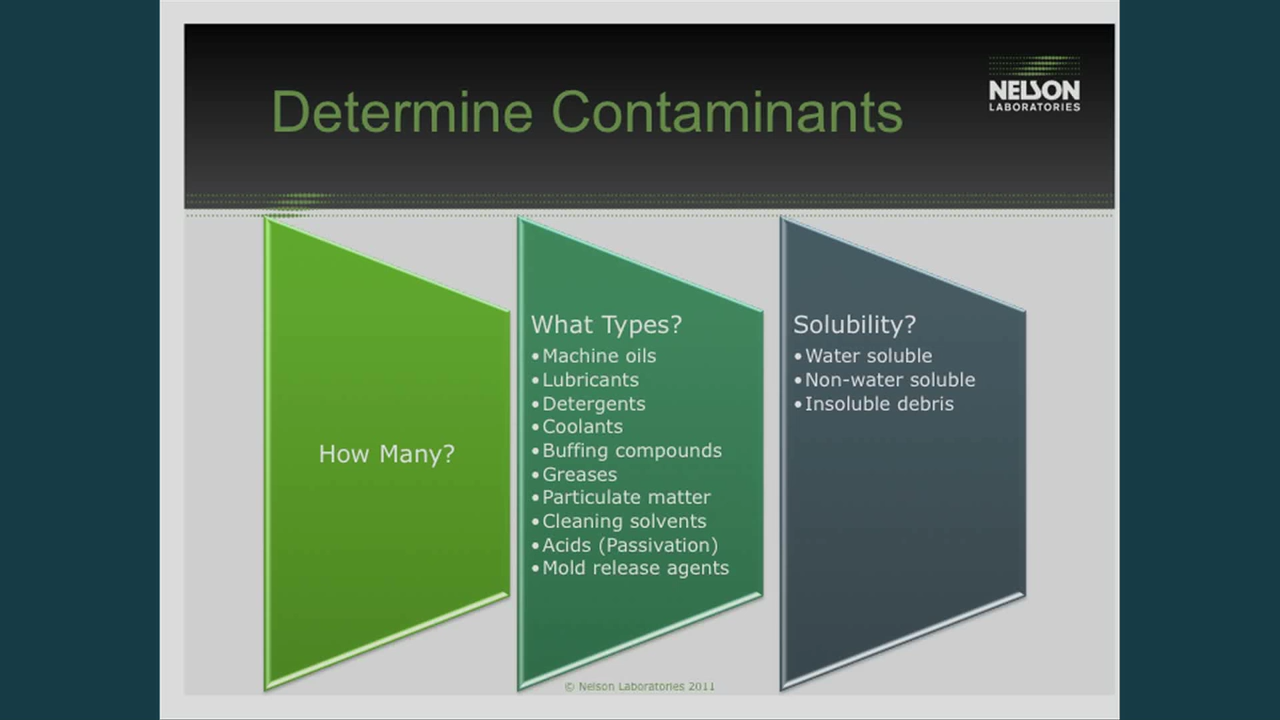 Determine Contaminants
NELSON
LABORATORIES
How Many?
What Types?
•Machine oils
•Lubricants
•Detergents
•Coolants
•Buffing compounds
•Greases
•Particulate matter
•Cleaning solvents
•Acids (Passivation)
•Mold release agents
Solubility?
•Water soluble
•Non-water soluble
•Insoluble debris
© Nelson Laboratories 2011